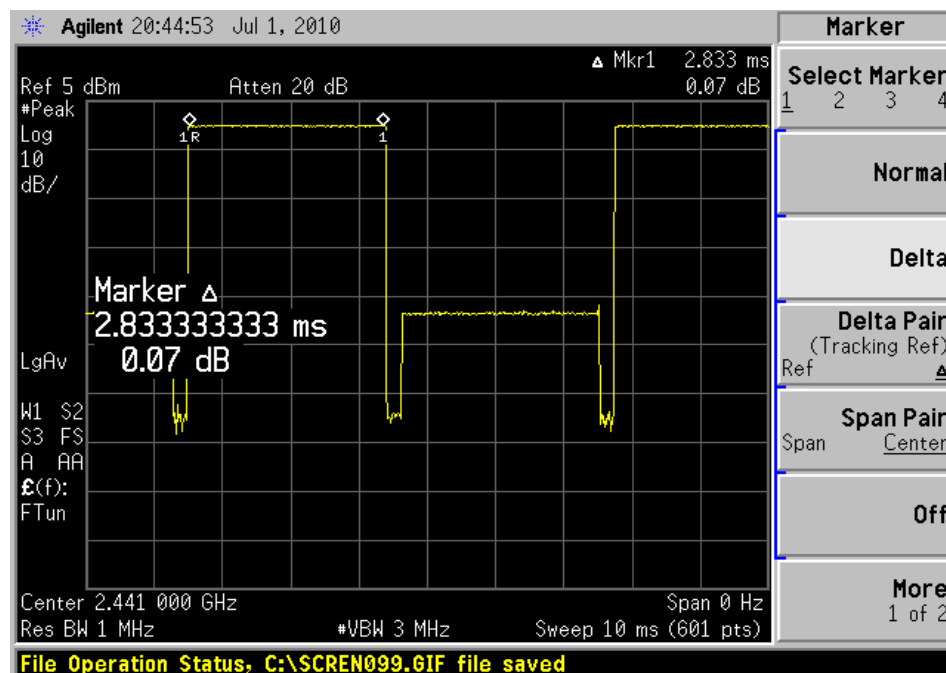 Agilent 20:44:53 Jul 1, 2010
Marker
Δ Mkr1 2.833 ms
Ref 5 dBm Atten 20 dB 0.07 dB
#Peak
Log
10
dB/
1R
1
Marker Δ
2.833333333 ms
0.07 dB
LgAv
W1 S2
S3 FS
A AA
£(f):
FTun
Center 2.441 000 GHz Span 0 Hz
Res BW 1 MHz #VBW 3 MHz Sweep 10 ms (601 pts)
File Operation Status, C:\SCREN099.GIF file saved
Select Marker
1 2 3 4
Normal
Delta
Delta Pair
(Tracking Ref)
Ref Δ
Span Pair
Span Center
Off
More
1 of 2